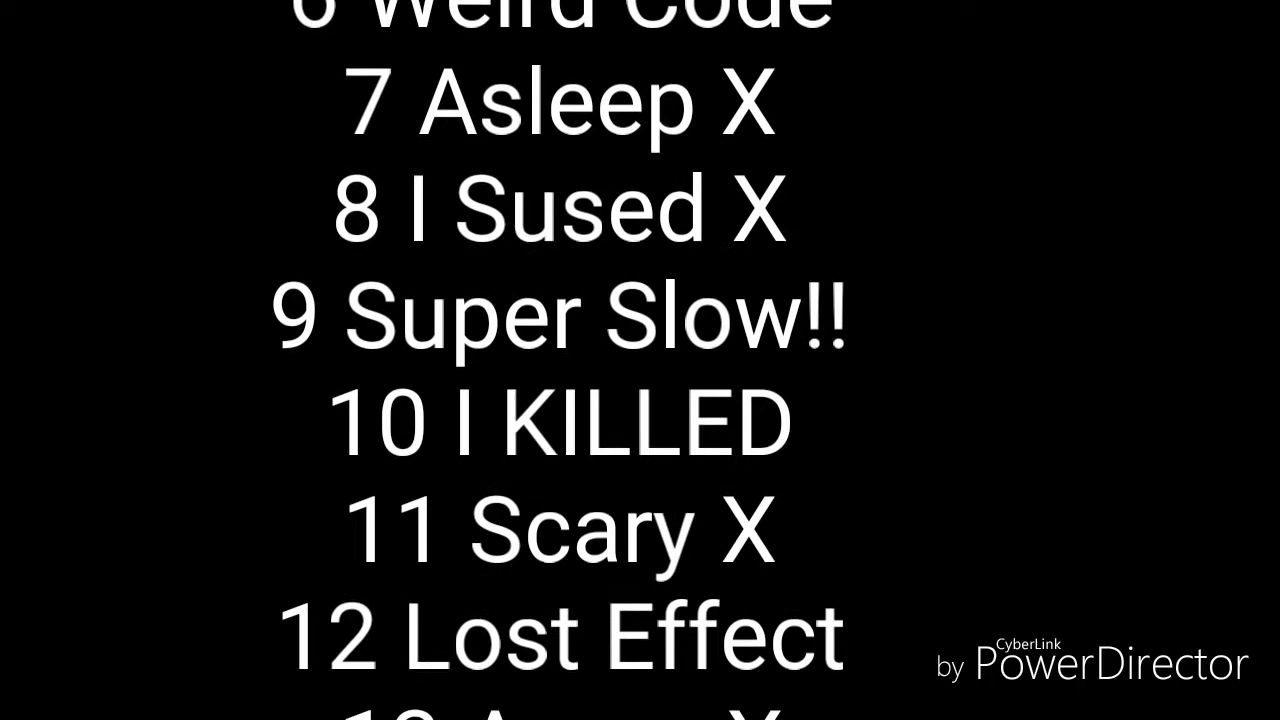 6 Weird Code
7 Asleep X
8 I Sused X
9 Super Slow!!
10 I KILLED
11 Scary X
12 Lost Effect
X
CyberLink
by PowerDirector